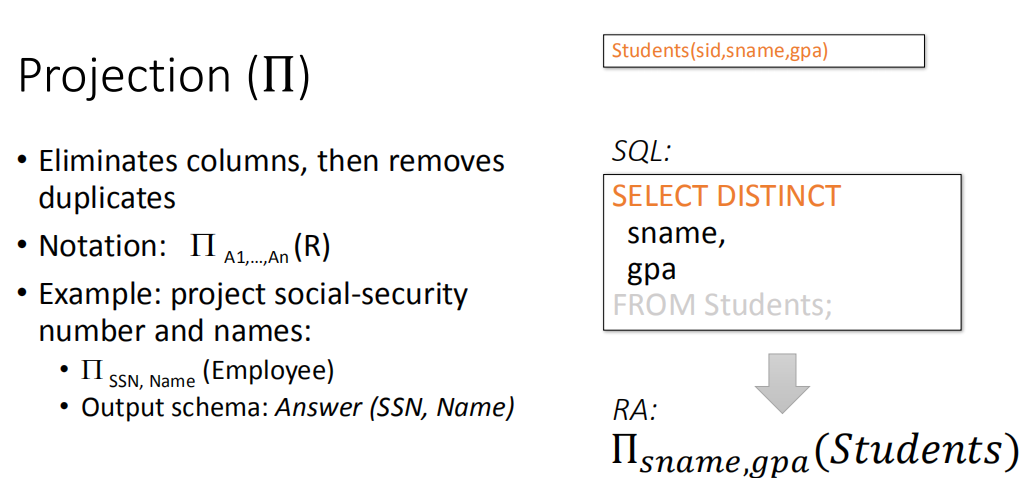 Projection (Π)
• Eliminates columns, then removes
duplicates
• Notation: Π A1,…,An (R)
• Example: project social-security
number and names:
• Π SSN, Name (Employee)
• Output schema: Answer (SSN, Name)
Students(sid,sname,gpa)
SQL:
SELECT DISTINCT
sname,
gpa
FROM Students;
RA:
Πsname,gpa(Students)